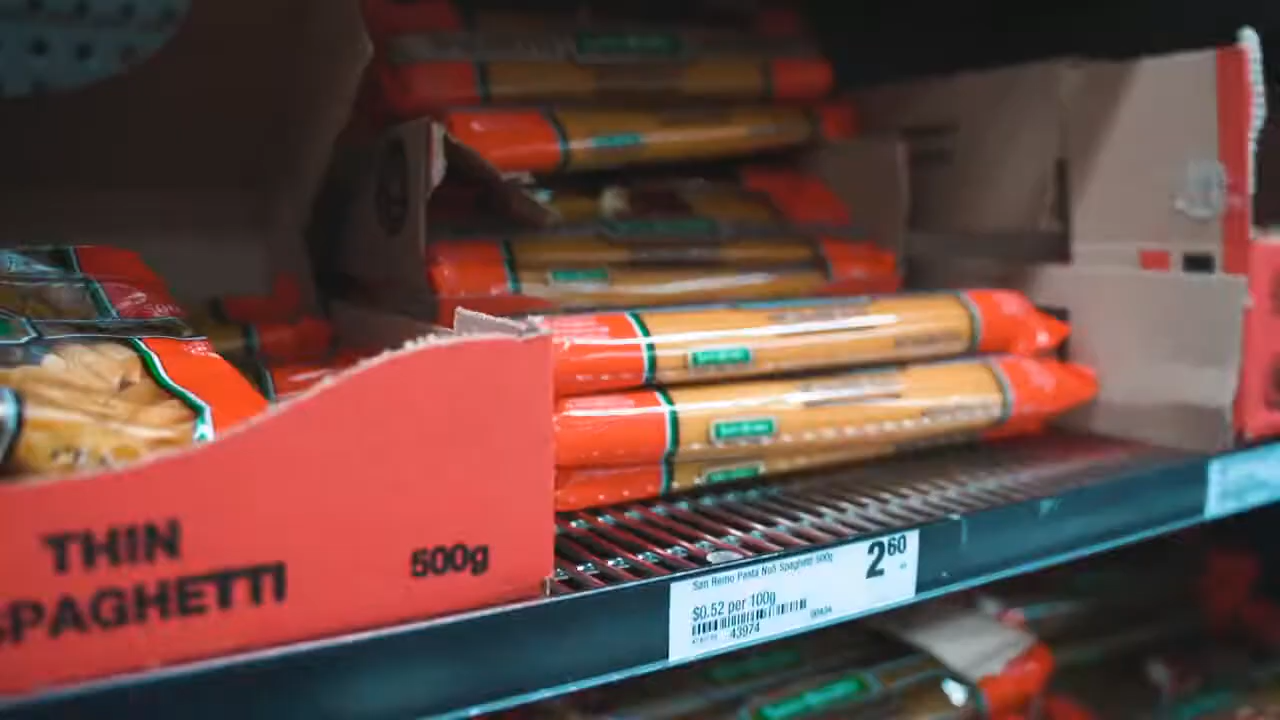 THIN
SPAGHETTI
500g
San Remo Pasta No5 Spaghetti 500g
2 60
$0.52 per 100g
43974